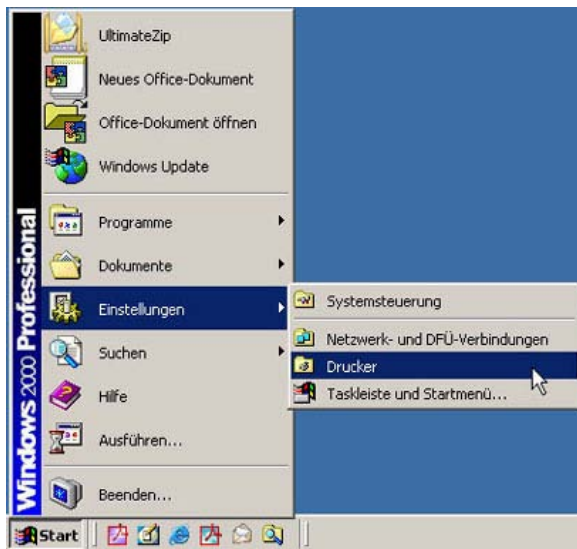 UltimateZip
Neues Office-Dokument
Office-Dokument öffnen
Windows Update
Programme
Dokumente
Einstellungen
Suchen
Hilfe
Ausführen...
Beenden...
Systemsteuerung
Netzwerk- und DFÜ-Verbindungen
Drucker
Taskleiste und Startmenü...
Windows 2000 Professional
Start